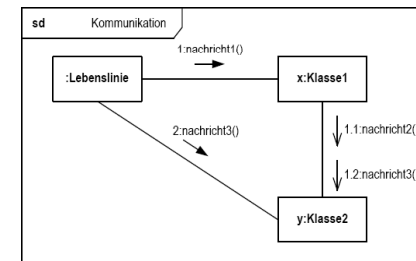 sd Kommunikation
1:nachricht1()
:Lebenslinie
x:Klasse1
1.1:nachricht2(
2:nachricht3()
1.2:nachricht3(
y:Klasse2